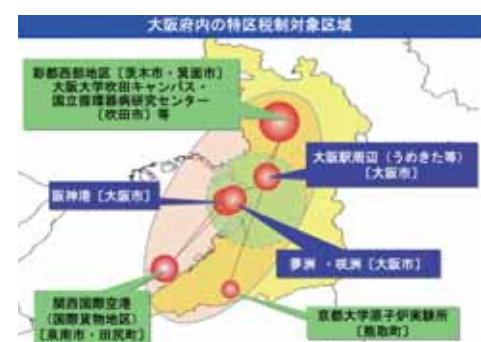 大阪府内の特区税制対象区域
彩都西部地区〔茨木市・箕面市〕
大阪大学吹田キャンパス・
国立循環器病研究センター
〔吹田市〕等
大阪駅周辺（うめきた等）
〔大阪市〕
阪神港〔大阪市〕
夢洲・咲洲〔大阪市〕
関西国際空港
（国際貨物地区）
〔泉南市・田尻町〕
京都大学原子炉実験所
〔熊取町〕